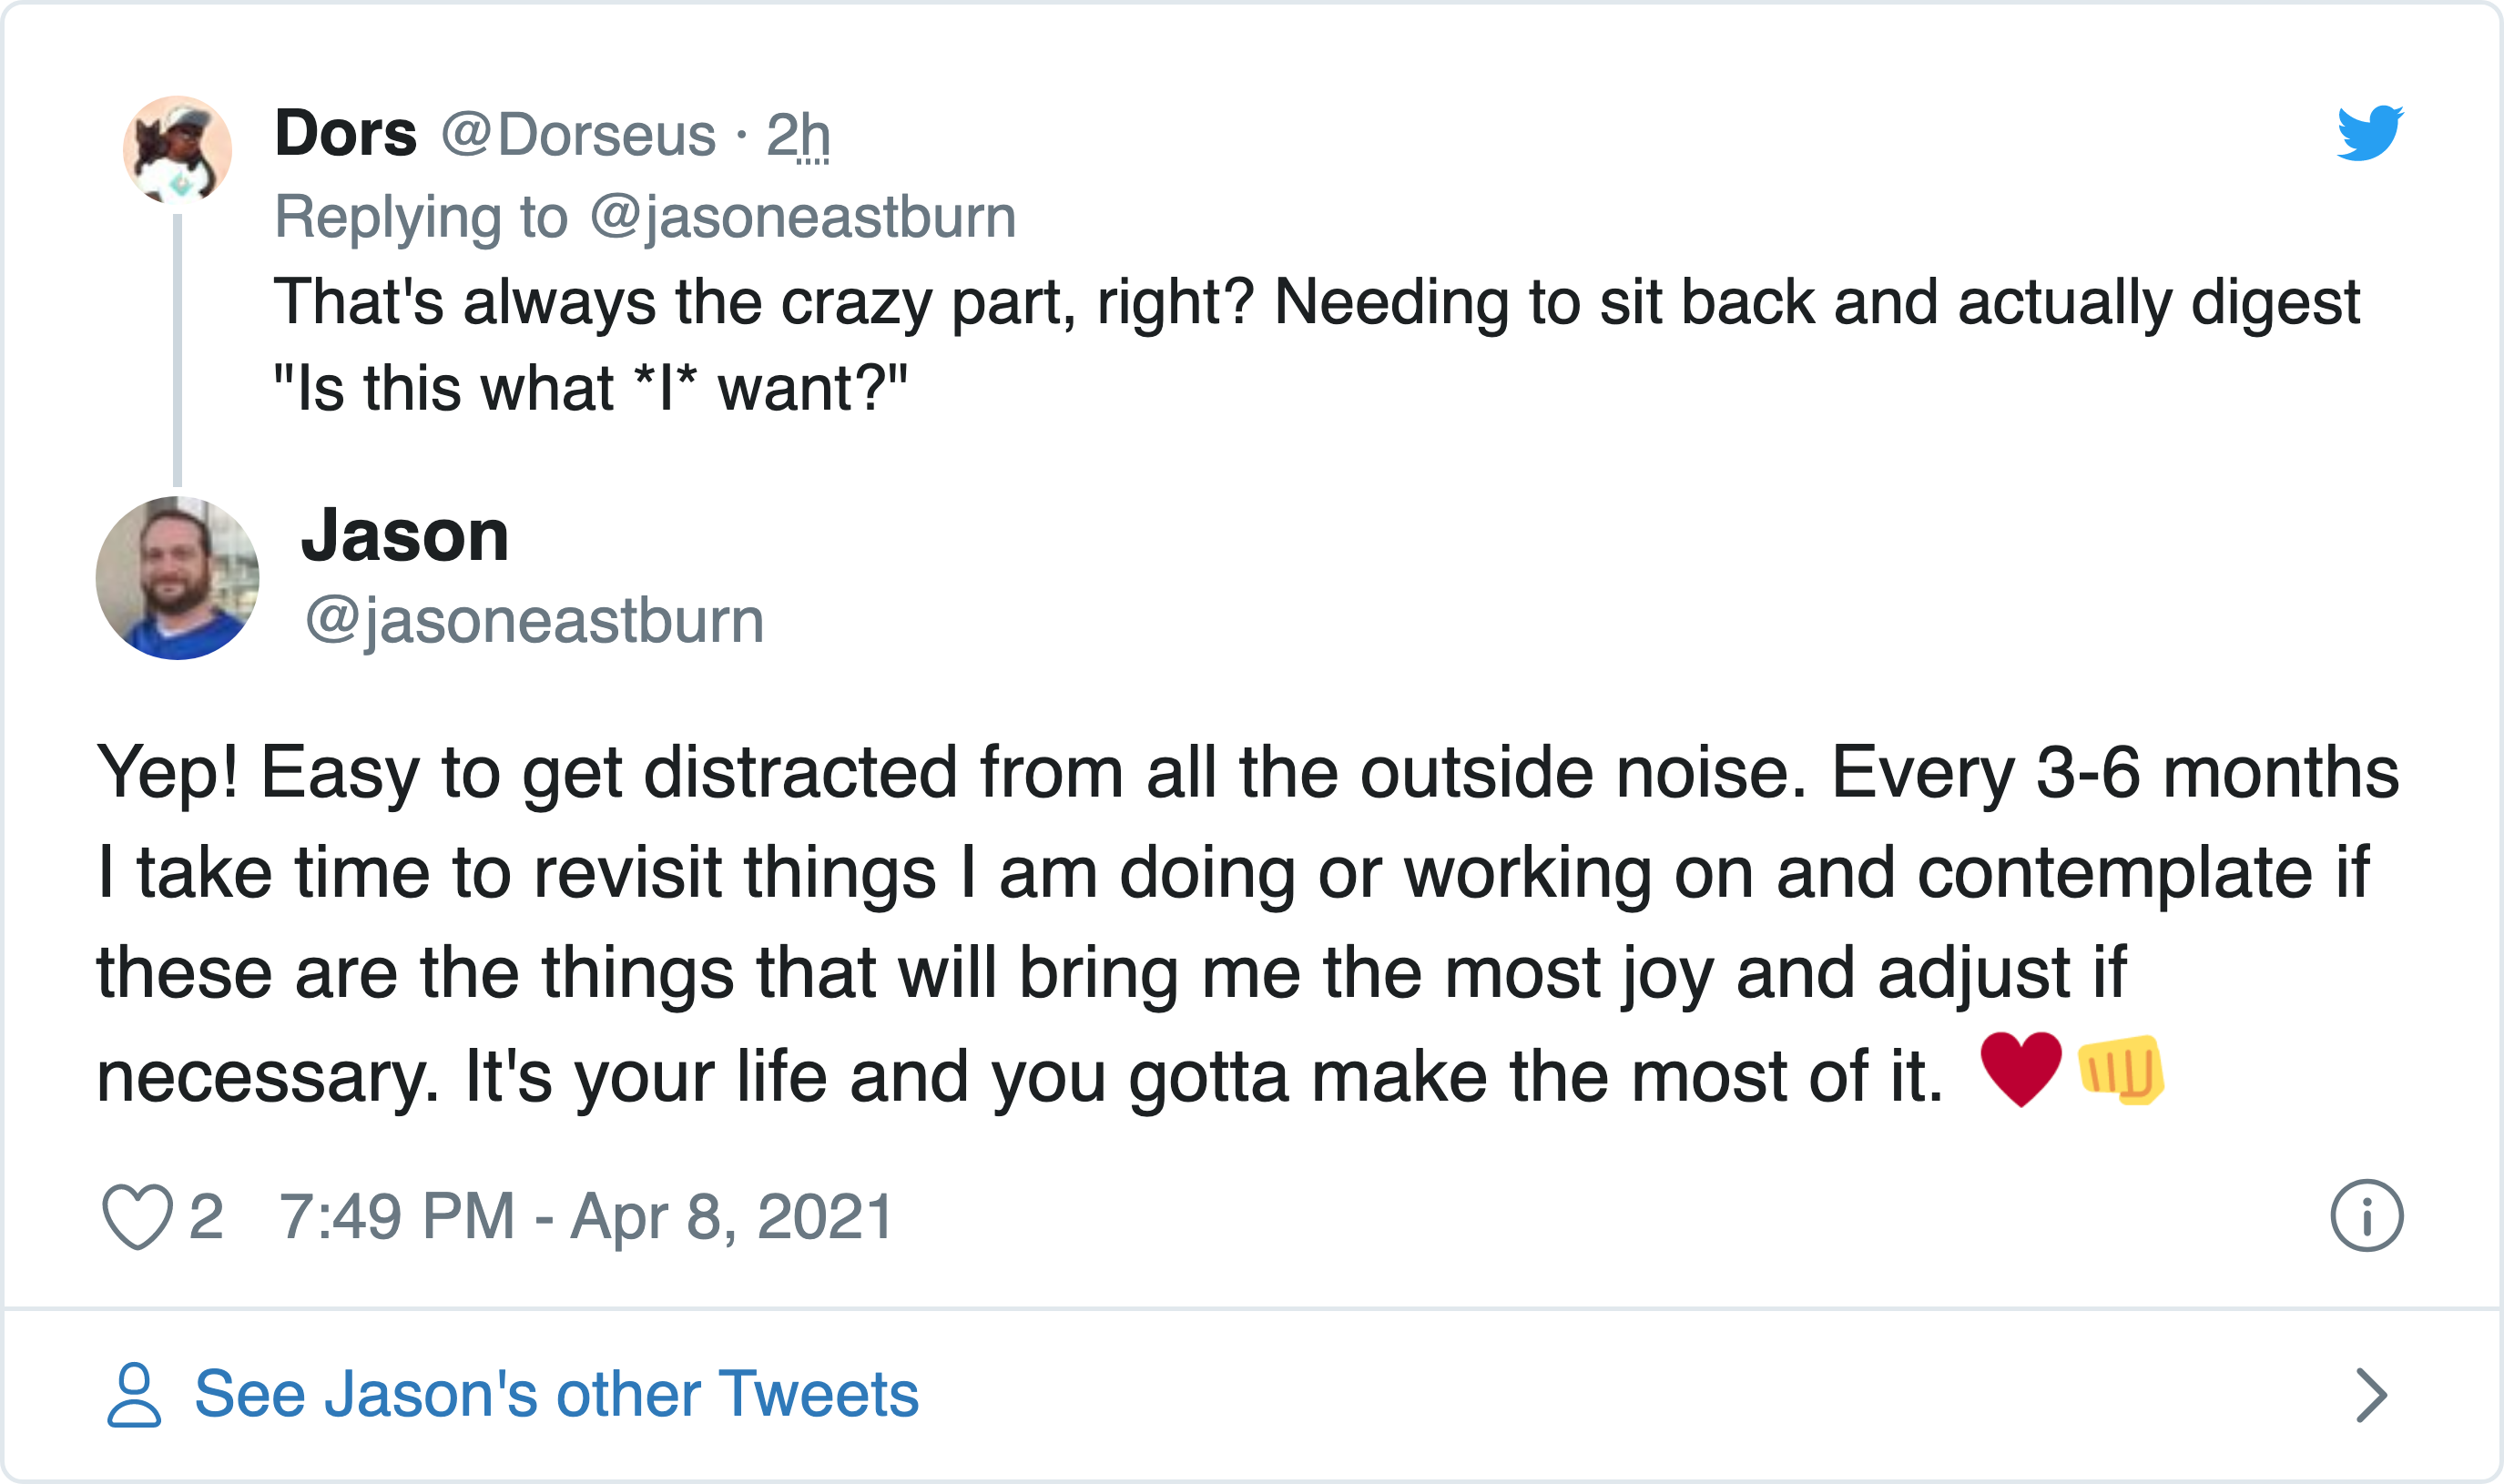 Dors @Dorseus · 2h
Replying to @jasoneastburn
That's always the crazy part, right? Needing to sit back and actually digest
"Is this what *I* want?"
Jason
@jasoneastburn
Yep! Easy to get distracted from all the outside noise. Every 3-6 months
I take time to revisit things I am doing or working on and contemplate if
these are the things that will bring me the most joy and adjust if
necessary. It's your life and you gotta make the most of it. ♥️👊
2 7:49 PM - Apr 8, 2021
See Jason's other Tweets